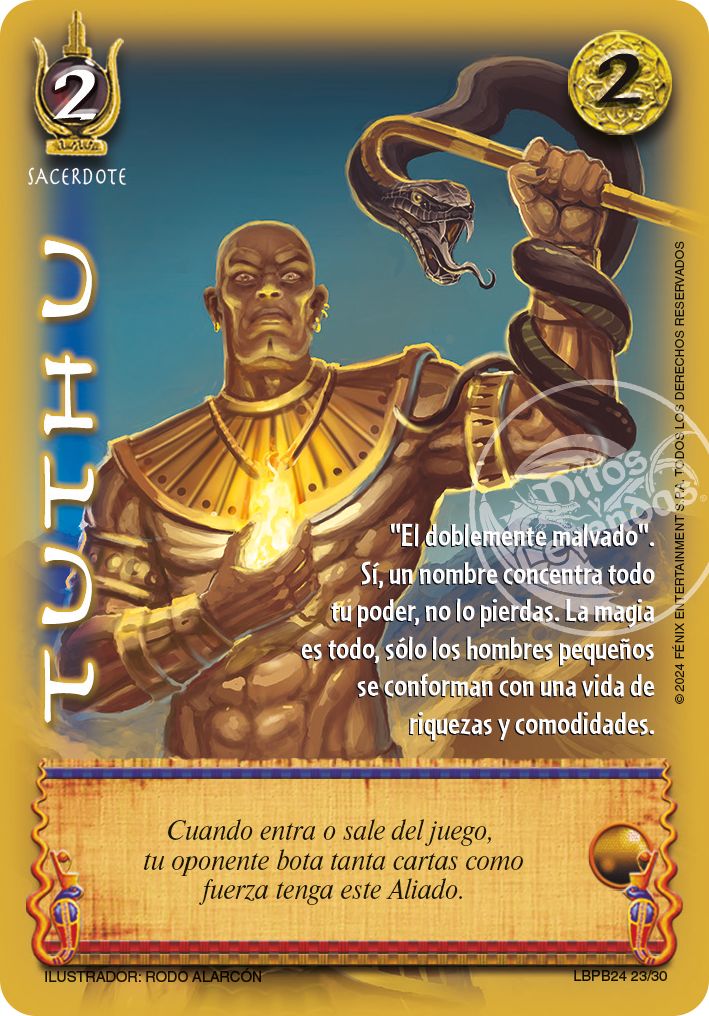 2
2
SACERDOTE
TUTHU
"El doblemente malvado".
Sí, un nombre concentra todo
tu poder, no lo pierdas. La magia
es todo, sólo los hombres pequeños
se conforman con una vida de
riquezas y comodidades.
Mitos
y
Leyendas
©2024 FÉNIX ENTERTAINMENT S.P.A. TODOS LOS DERECHOS RESERVADOS
Cuando entra o sale del juego,
tu oponente bota tanta cartas como
fuerza tenga este Aliado.
ILUSTRADOR: RODO ALARCÓN
LBPB24 23/30